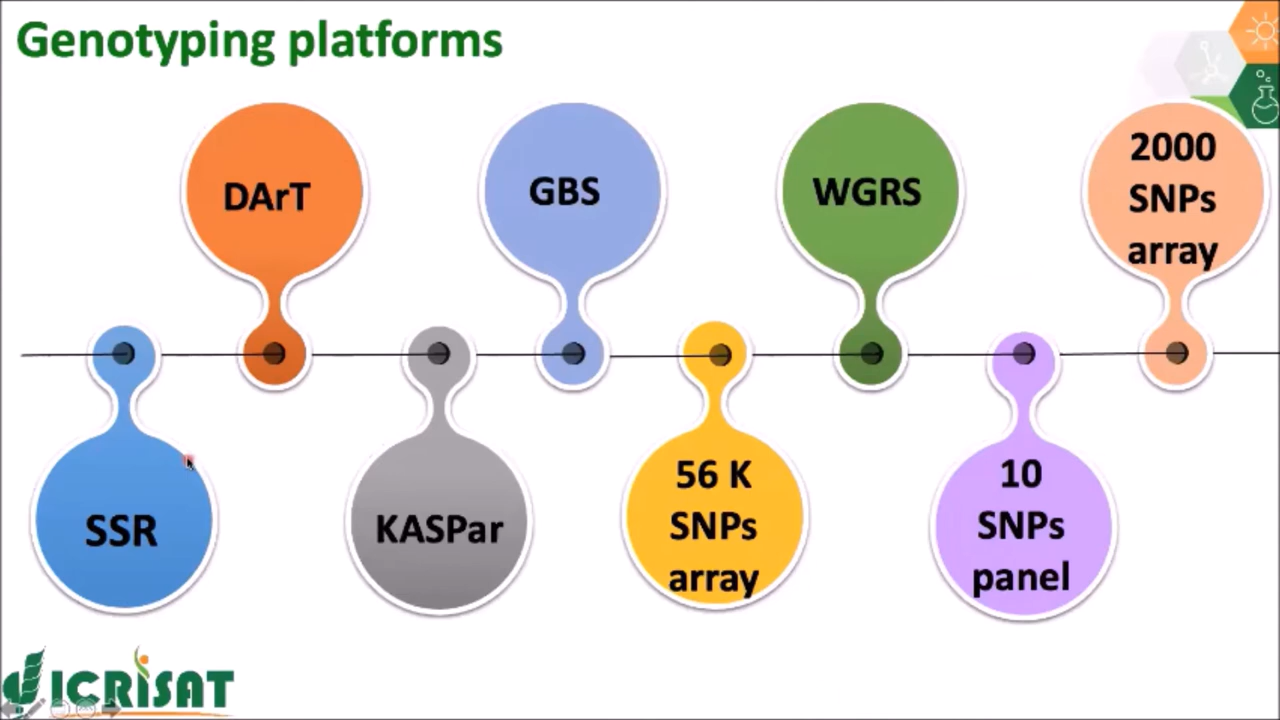 Genotyping platforms
DArT
GBS
WGRS
2000
SNPs
array
SSR
KASPar
56 K
SNPs
array
10
SNPs
panel
ICRISAT